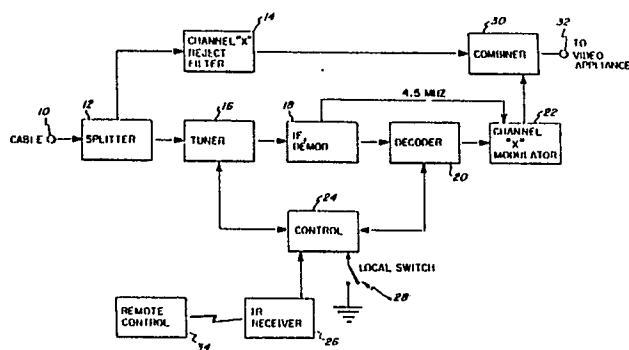 14
CHANNEL "X"
REJECT
FILTER
30
COMBINER
32
TO
VIDEO
APPLIANCE
4.5 MHZ
10
CABLE
12
SPLITTER
16
TUNER
18
IF,
DEMOD
DECODER
20
22
CHANNEL
"X"
MODULATOR
24
CONTROL
LOCAL SWITCH
28
REMOTE
CONTROL
34
IR
RECEIVER
26